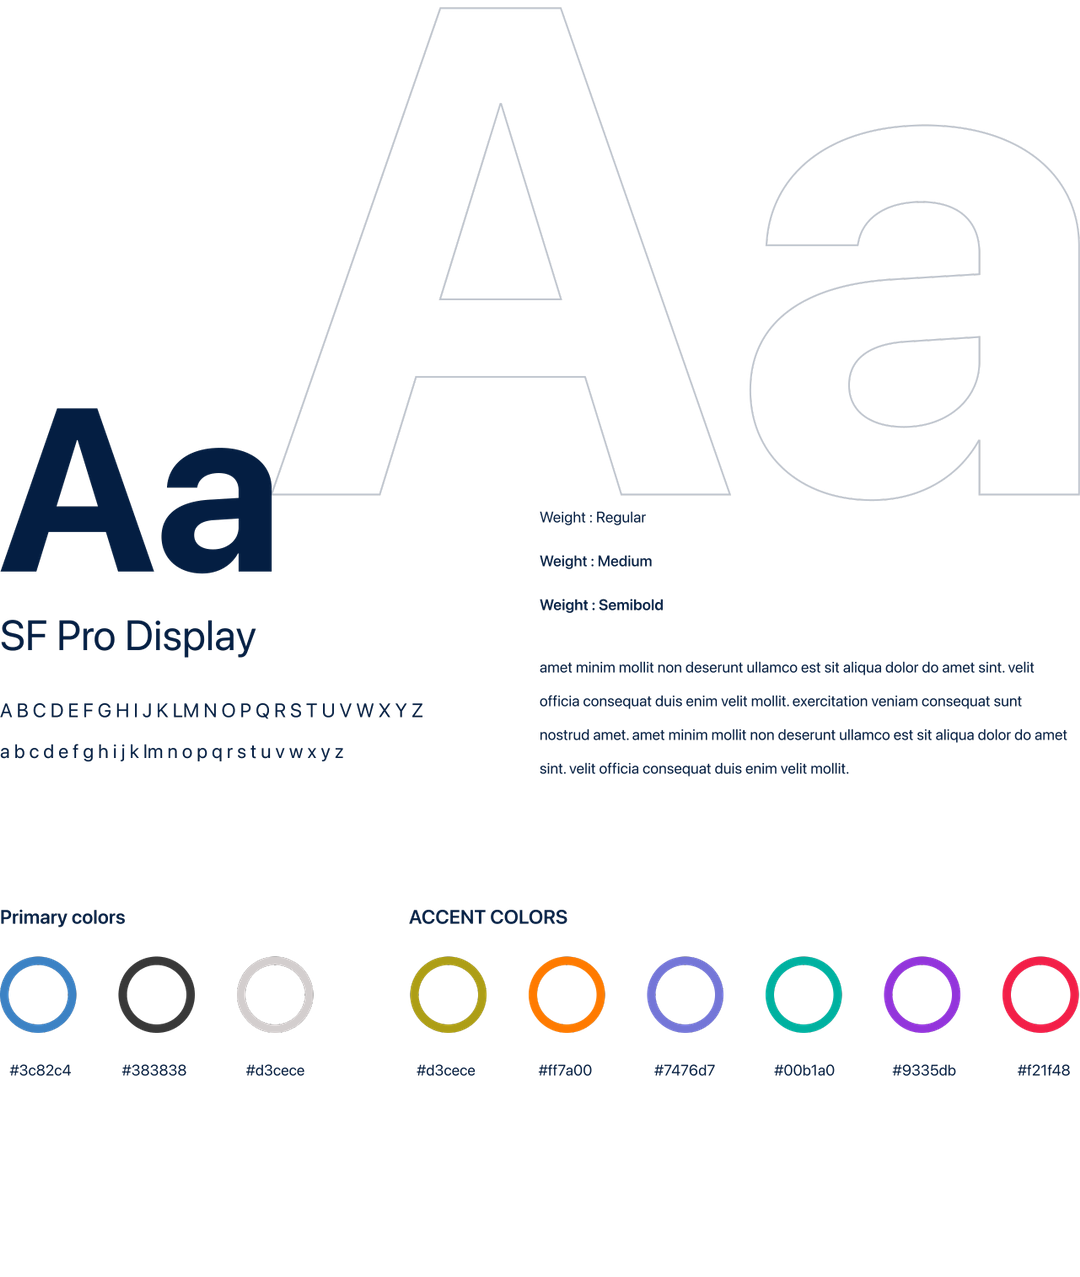 Aa
Aa
SF Pro Display
A B C D E F G H I J K L M N O P Q R S T U V W X Y Z
a b c d e f g h i j k l m n o p q r s t u v w x y z
Weight : Regular
Weight : Medium
Weight : Semibold
amet minim mollit non deserunt ullamco est sit aliqua dolor do amet sint. velit
officia consequat duis enim velit mollit. exercitation veniam consequat sunt
nostrud amet. amet minim mollit non deserunt ullamco est sit aliqua dolor do amet
sint. velit officia consequat duis enim velit mollit.
Primary colors
#3c82c4 #383838 #d3cece
ACCENT COLORS
#d3cece #ff7a00 #7476d7 #00b1a0 #9335db #f21f48